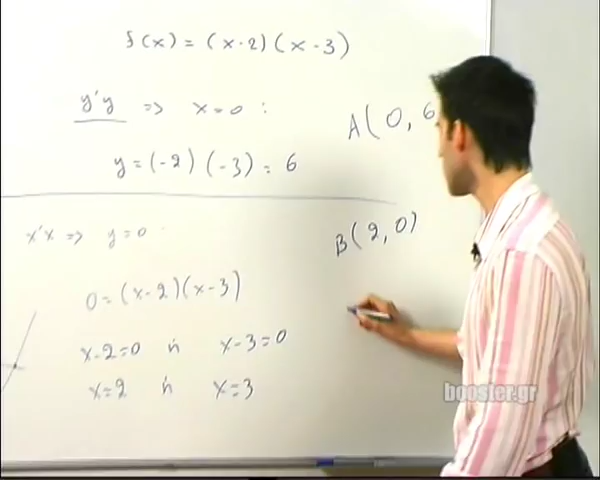 f(x) = (x-2)(x-3)
y'y => x=0 :
A(0, 6
y = (-2)(-3) = 6
x'x => y=0
B(2, 0)
0 = (x-2)(x-3)
x-2=0 ή x-3=0
x=2 ή x=3
booster.gr